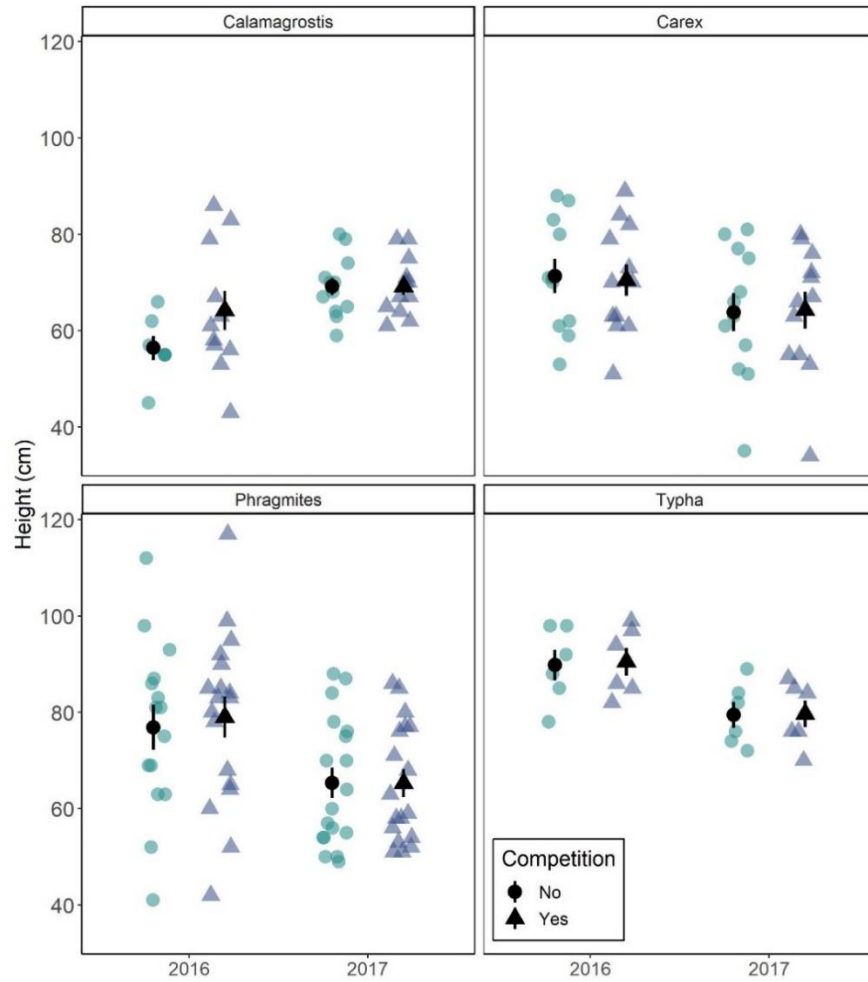 Calamagrostis
Carex
120
100
80
60
40
Height (cm)
Phragmites
Typha
120
100
80
60
40
Competition
No
Yes
2016
2017
2016
2017